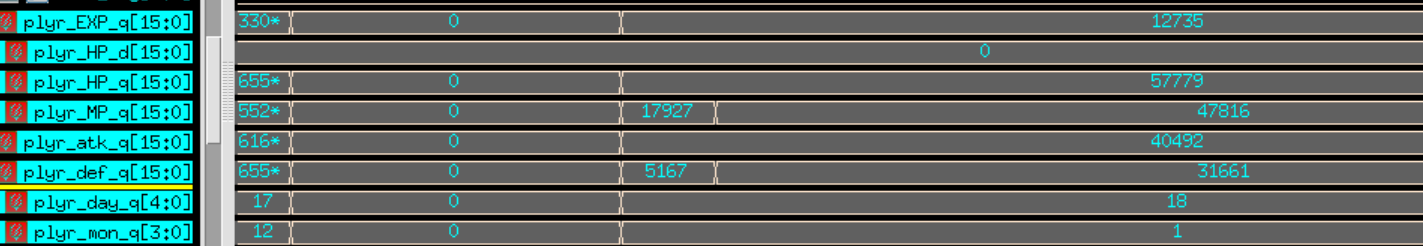 plyr_EXP_q[15:0] 330* 0 12735
plyr_HP_d[15:0] 0
plyr_HP_q[15:0] 655* 0 57779
plyr_MP_q[15:0] 552* 0 17927 47816
plyr_atk_q[15:0] 616* 0 40492
plyr_def_q[15:0] 655* 0 5167 31661
plyr_day_q[4:0] 17 0 18
plyr_mon_q[3:0] 12 0 1